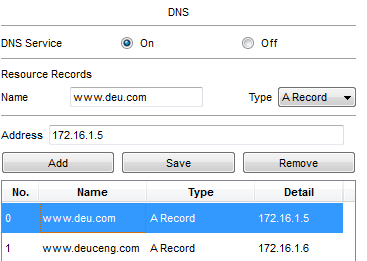 DNS
DNS Service On Off
Resource Records
Name www.deu.com Type A Record
Address 172.16.1.5
Add Save Remove
No. Name Type Detail
0 www.deu.com A Record 172.16.1.5
1 www.deuceng.com A Record 172.16.1.6